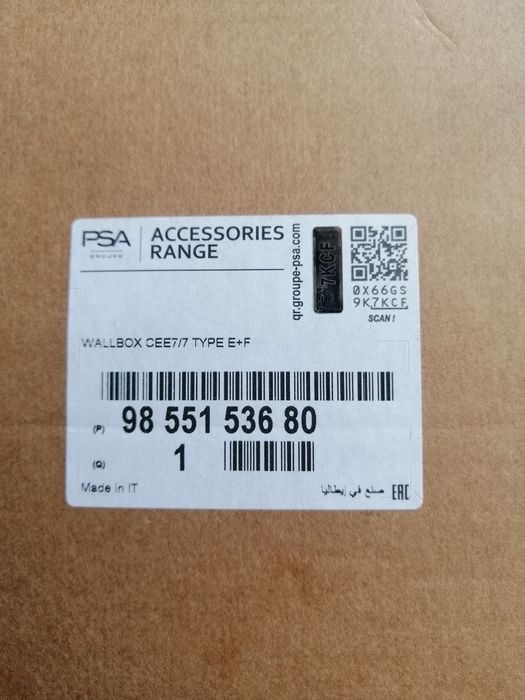 PSA
GROUPE
ACCESSORIES
RANGE
qr.groupe-psa.com
PSA 7KCF
0X66GS
9K7KCF
SCAN!
WALLBOX CEE7/7 TYPE E+F
(P) 98 551 536 80
(Q) 1
Made in IT
صنع في إيطاليا
EAC